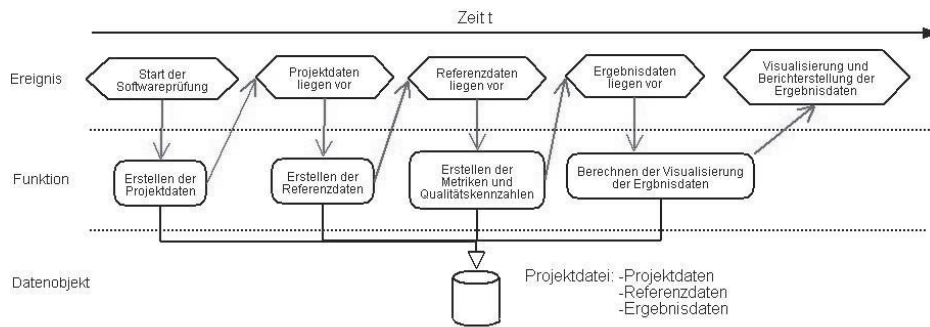 Zeit t
Ereignis
Start der
Softwareprüfung
Projektdaten
liegen vor
Referenzdaten
liegen vor
Ergebnisdaten
liegen vor
Visualisierung und
Berichterstellung der
Ergebnisdaten
Funktion
Erstellen der
Projektdaten
Erstellen der
Referenzdaten
Erstellen der
Metriken und
Qualitätskennzahlen
Berechnen der Visualisierung
der Ergbnisdaten
Datenobjekt
Projektdatei: -Projektdaten
-Referenzdaten
-Ergebnisdaten